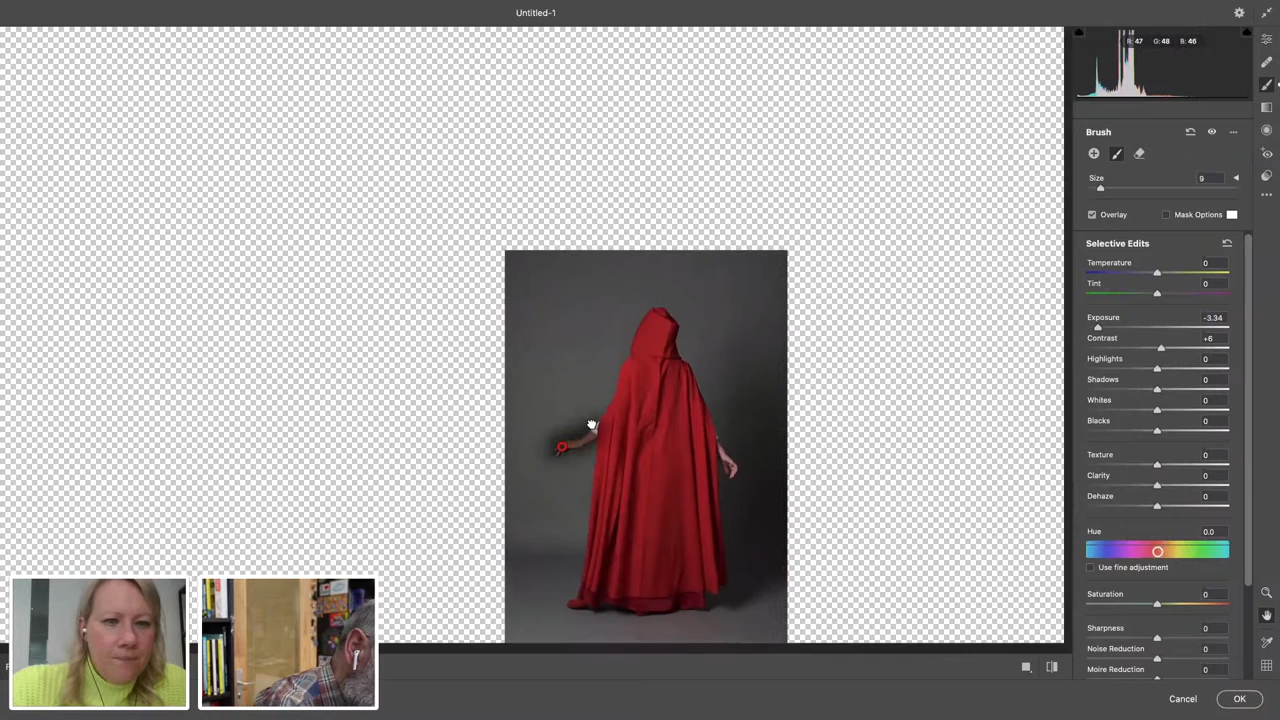 Untitled-1
R: 47 G: 48 B: 46
Brush
Size 9
Overlay Mask Options
Selective Edits
Temperature 0
Tint 0
Exposure -3.34
Contrast +6
Highlights 0
Shadows 0
Whites 0
Blacks 0
Texture 0
Clarity 0
Dehaze 0
Hue 0.0
Use fine adjustment
Saturation 0
Sharpness 0
Noise Reduction 0
Moire Reduction 0
Cancel OK